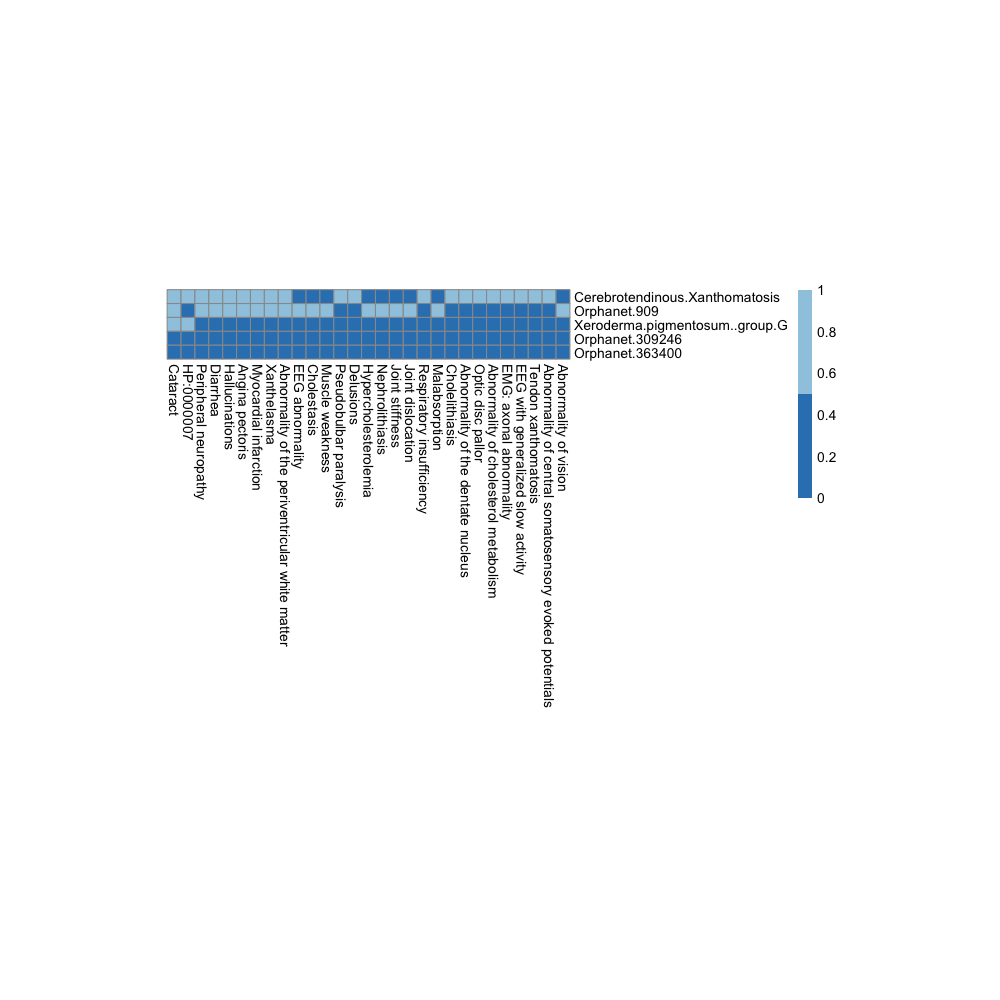 Cerebrotendinous.Xanthomatosis
Orphanet.909
Xeroderma.pigmentosum..group.G
Orphanet.309246
Orphanet.363400
1
0.8
0.6
0.4
0.2
0
Cataract
HP:0000007
Peripheral neuropathy
Diarrhea
Hallucinations
Angina pectoris
Myocardial infarction
Xanthelasma
Abnormality of the periventricular white matter
EEG abnormality
Cholestasis
Muscle weakness
Pseudobulbar paralysis
Delusions
Hypercholesterolemia
Nephrolithiasis
Joint stiffness
Joint dislocation
Respiratory insufficiency
Malabsorption
Cholelithiasis
Abnormality of the dentate nucleus
Optic disc pallor
Abnormality of cholesterol metabolism
EMG: axonal abnormality
EEG with generalized slow activity
Tendon xanthomatosis
Abnormality of central somatosensory evoked potentials
Abnormality of vision